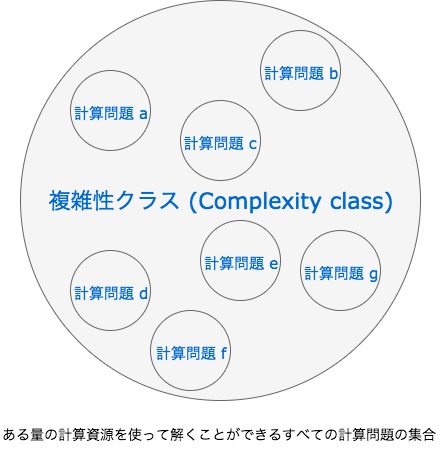 計算問題 b
計算問題 a
計算問題 c
複雑性クラス (Complexity class)
計算問題 e
計算問題 g
計算問題 d
計算問題 f
ある量の計算資源を使って解くことができるすべての計算問題の集合